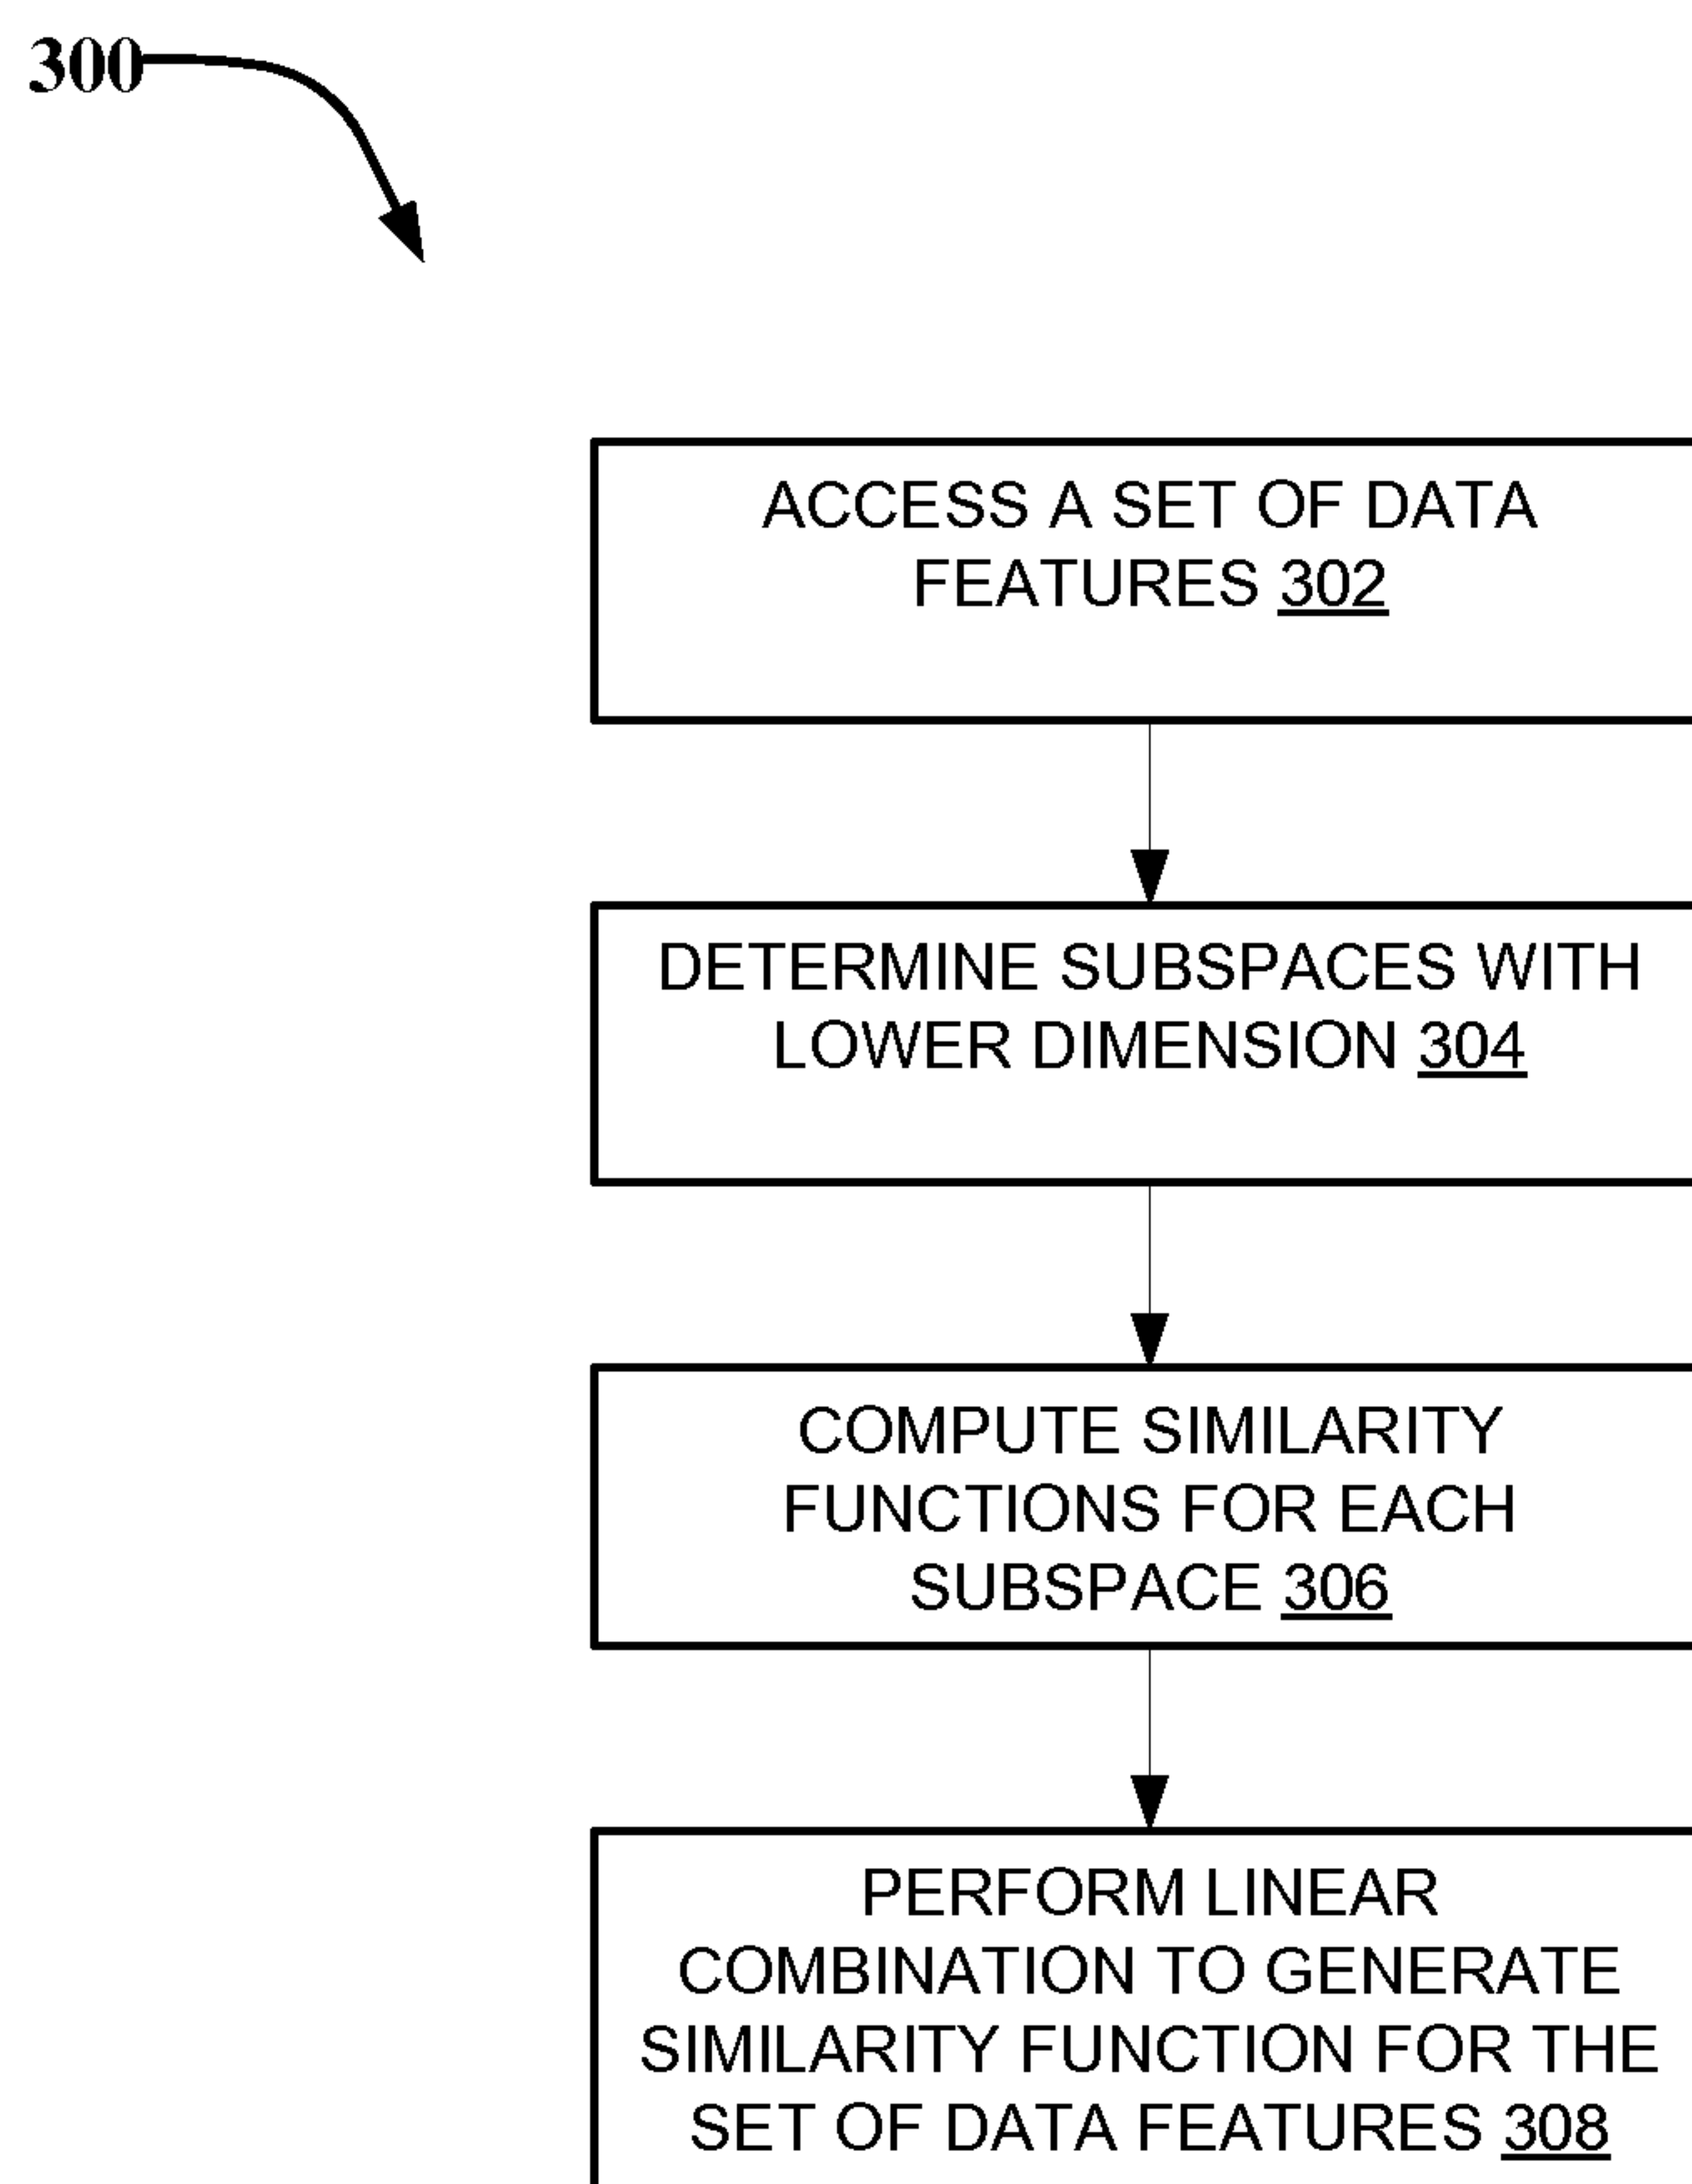 300
ACCESS A SET OF DATA
FEATURES 302
DETERMINE SUBSPACES WITH
LOWER DIMENSION 304
COMPUTE SIMILARITY
FUNCTIONS FOR EACH
SUBSPACE 306
PERFORM LINEAR
COMBINATION TO GENERATE
SIMILARITY FUNCTION FOR THE
SET OF DATA FEATURES 308